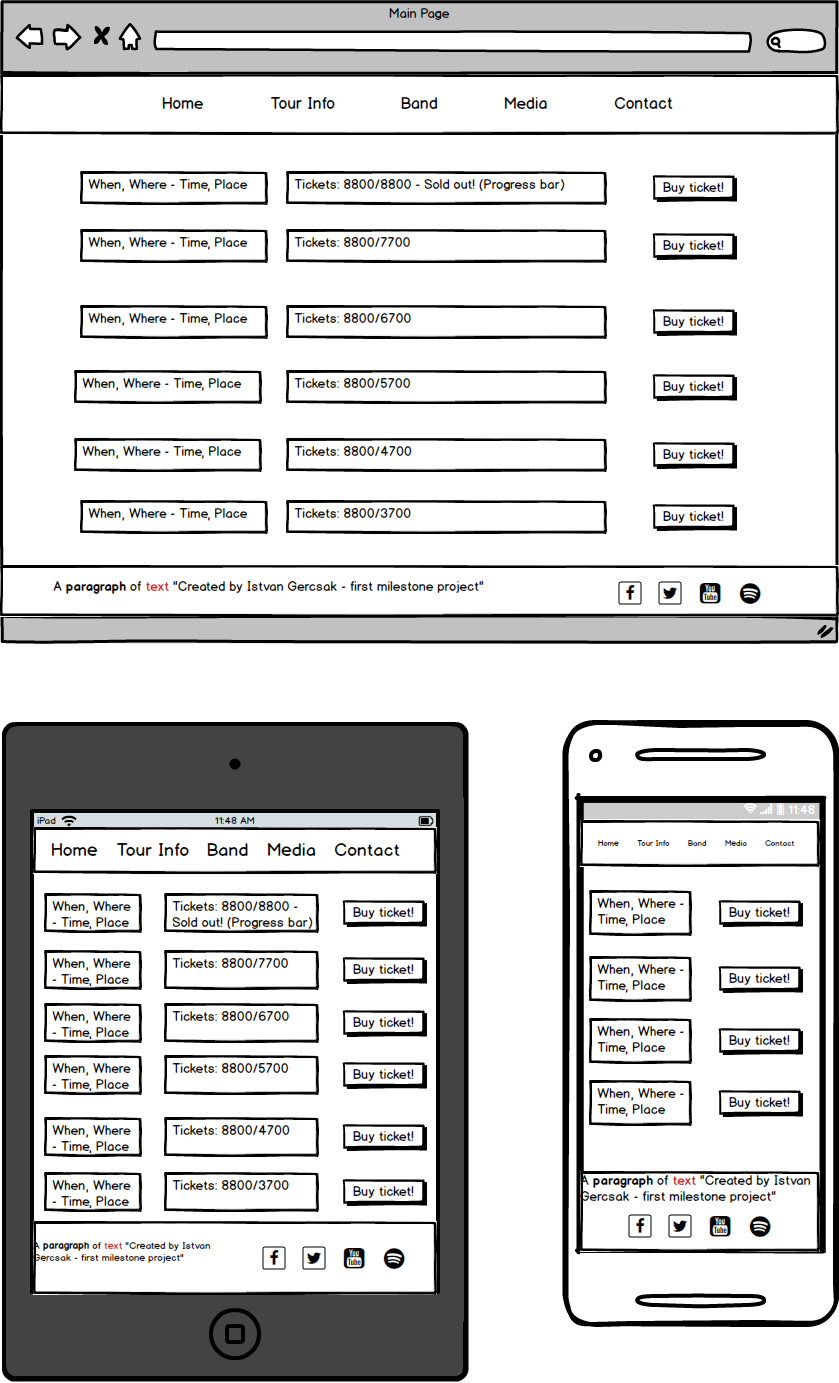 Main Page
Home Tour Info Band Media Contact
When, Where - Time, Place Tickets: 8800/8800 - Sold out! (Progress bar) Buy ticket!
When, Where - Time, Place Tickets: 8800/7700 Buy ticket!
When, Where - Time, Place Tickets: 8800/6700 Buy ticket!
When, Where - Time, Place Tickets: 8800/5700 Buy ticket!
When, Where - Time, Place Tickets: 8800/4700 Buy ticket!
When, Where - Time, Place Tickets: 8800/3700 Buy ticket!
A paragraph of text "Created by Istvan Gercsak - first milestone project"
You Tube
iPad 11:48 AM
Home Tour Info Band Media Contact
When, Where
- Time, Place
Tickets: 8800/8800 -
Sold out! (Progress bar)
Buy ticket!
When, Where
- Time, Place
Tickets: 8800/7700
Buy ticket!
When, Where
- Time, Place
Tickets: 8800/6700
Buy ticket!
When, Where
- Time, Place
Tickets: 8800/5700
Buy ticket!
When, Where
- Time, Place
Tickets: 8800/4700
Buy ticket!
When, Where
- Time, Place
Tickets: 8800/3700
Buy ticket!
A paragraph of text "Created by Istvan
Gercsak - first milestone project"
You Tube
11:48
Home Tour Info Band Media Contact
When, Where -
Time, Place
Buy ticket!
When, Where -
Time, Place
Buy ticket!
When, Where -
Time, Place
Buy ticket!
When, Where -
Time, Place
Buy ticket!
A paragraph of text "Created by Istvan
Gercsak - first milestone project"
You Tube